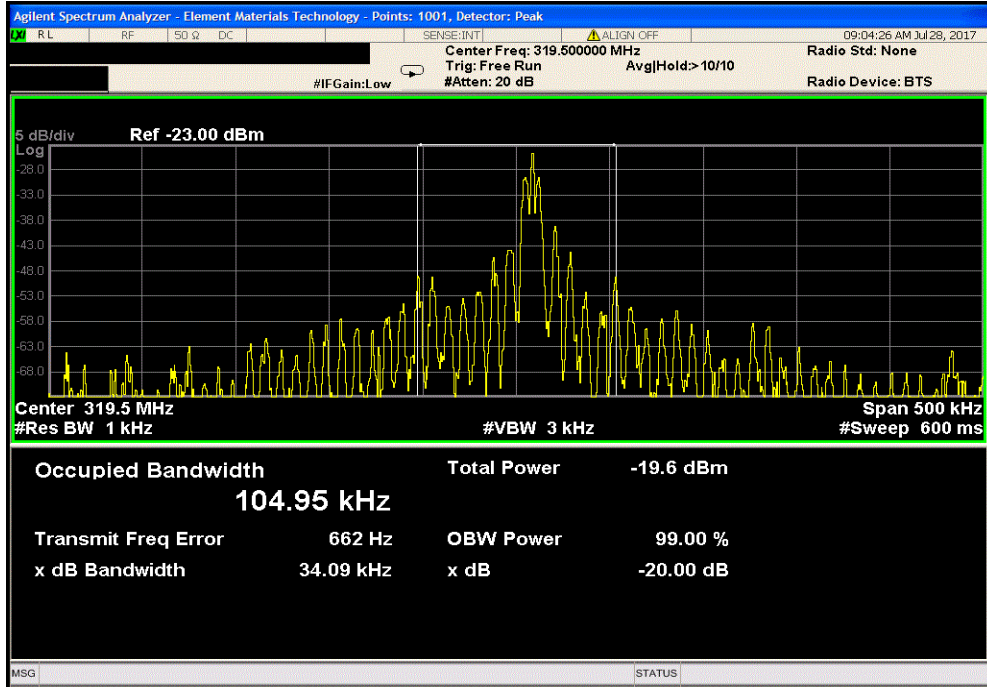 Agilent Spectrum Analyzer - Element Materials Technology - Points: 1001, Detector: Peak
LXI RL RF 50 Ω DC SENSE:INT ALIGN OFF 09:04:26 AM Jul 28, 2017
Center Freq: 319.500000 MHz Radio Std: None
Trig: Free Run Avg|Hold:> 10/10
#IFGain:Low #Atten: 20 dB Radio Device: BTS
5 dB/div Ref -23.00 dBm
Log
-28.0
-33.0
-38.0
-43.0
-48.0
-53.0
-58.0
-63.0
-68.0
Center 319.5 MHz Span 500 kHz
#Res BW 1 kHz #VBW 3 kHz #Sweep 600 ms
Occupied Bandwidth Total Power -19.6 dBm
104.95 kHz
Transmit Freq Error 662 Hz OBW Power 99.00 %
x dB Bandwidth 34.09 kHz x dB -20.00 dB
MSG STATUS